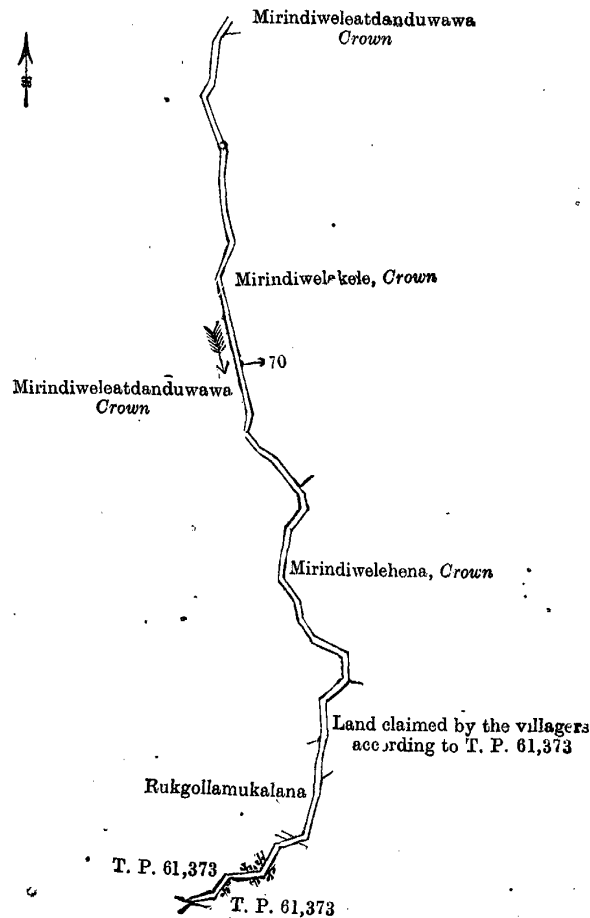 Mirindiweleatdanduwawa
Crown
Mirindiwelekele, Crown
70
Mirindiweleatdanduwawa
Crown
Mirindiwelehena, Crown
Land claimed by the villagers
according to T. P. 61,373
Rukgollamukalana
T. P. 61,373
T. P. 61,373